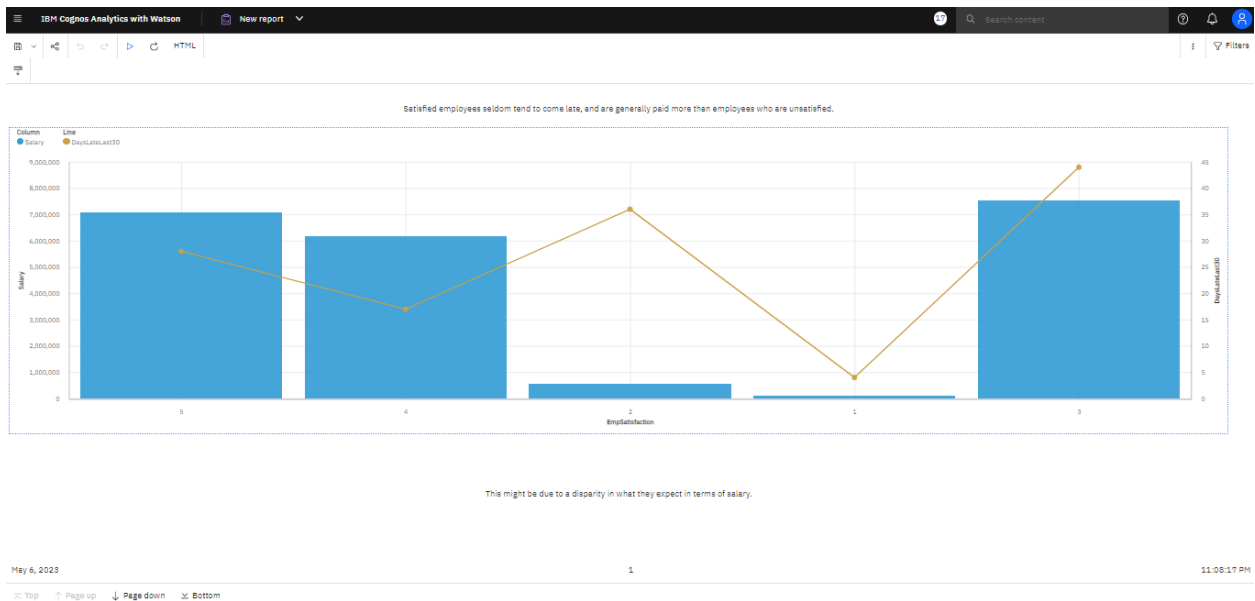 IBM Cognos Analytics with Watson
New report
17
Search content
HTML
Filters
Satisfied employees seldom tend to come late, and are generally paid more than employees who are unsatisfied.
Column Line
Salary DaysLateLast30
9,000,000
8,000,000
7,000,000
6,000,000
5,000,000
4,000,000
3,000,000
2,000,000
1,000,000
0
Salary
45
40
35
30
25
20
15
10
5
0
DaysLateLast30
5 4 2 1 3
EmpSatisfaction
This might be due to a disparity in what they expect in terms of salary.
May 6, 2023 1 11:08:17 PM
Top Page up Page down Bottom